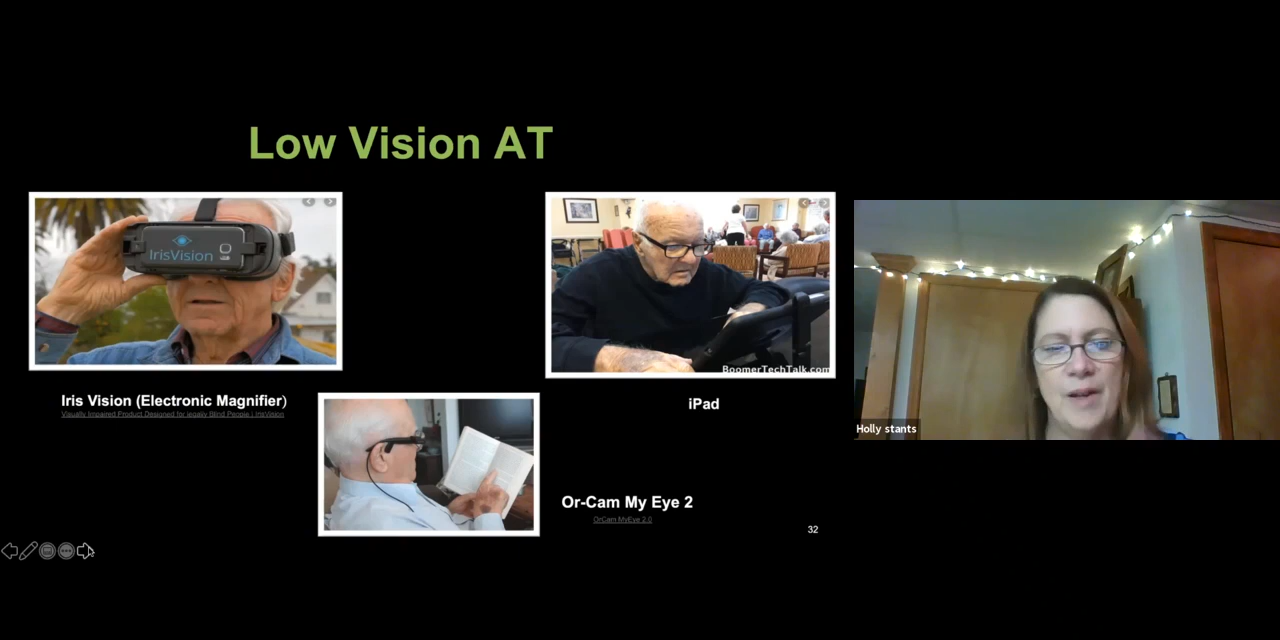 Low Vision AT
IrisVision
BoomerTechTalk.com
Iris Vision (Electronic Magnifier)
Visually Impaired Product Designed by legally Blind People | IrisVision
iPad
Holly stants
Or-Cam My Eye 2
OrCam MyEye 2.0
32